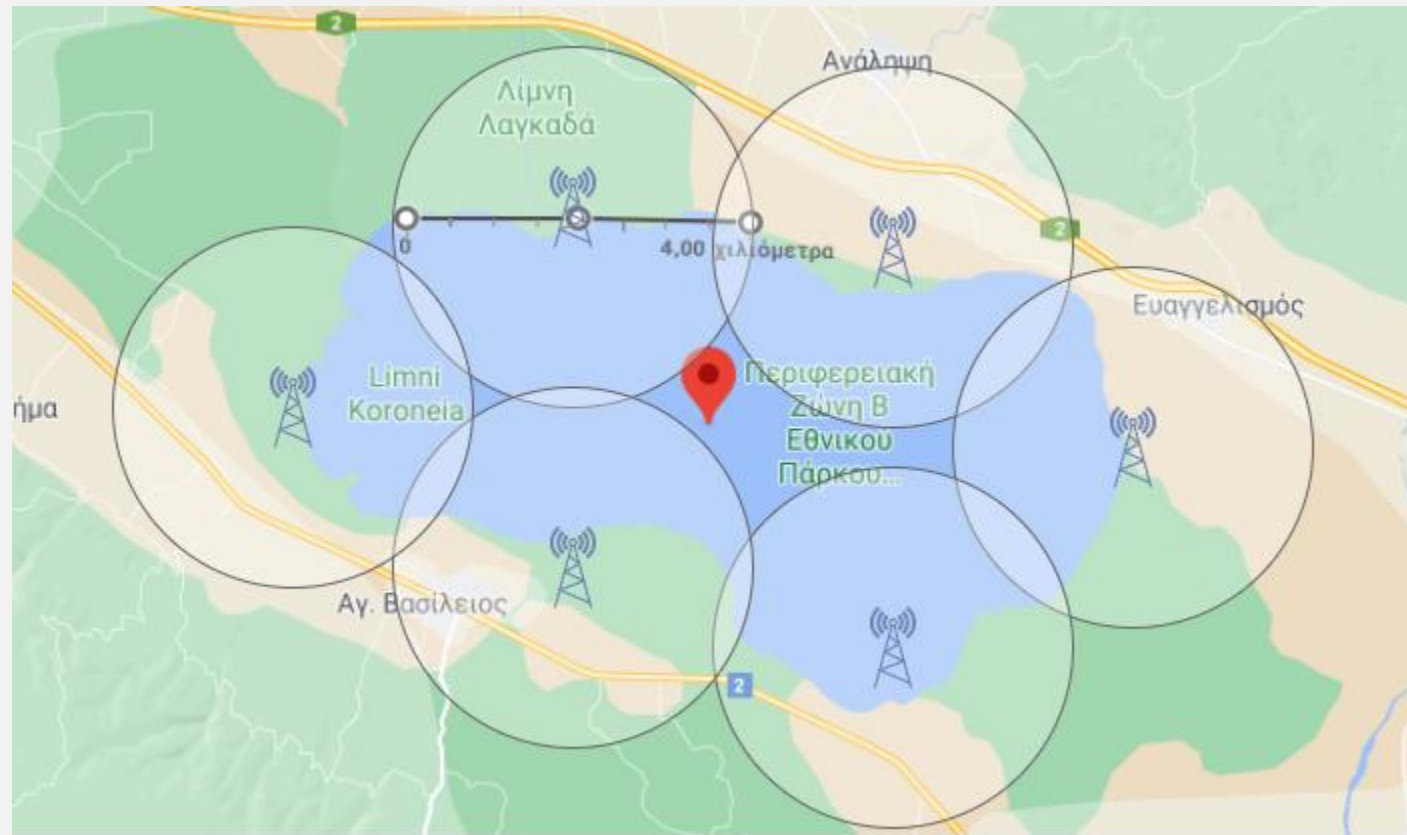 2
Ανάληψη
Λίμνη
Λαγκαδά
0
4,00 χιλιόμετρα
2
Ευαγγελισμός
Limni
Koroneia
Περιφερειακή
Ζώνη Β
Εθνικού
Πάρκου...
ήμα
Αγ. Βασίλειος
2